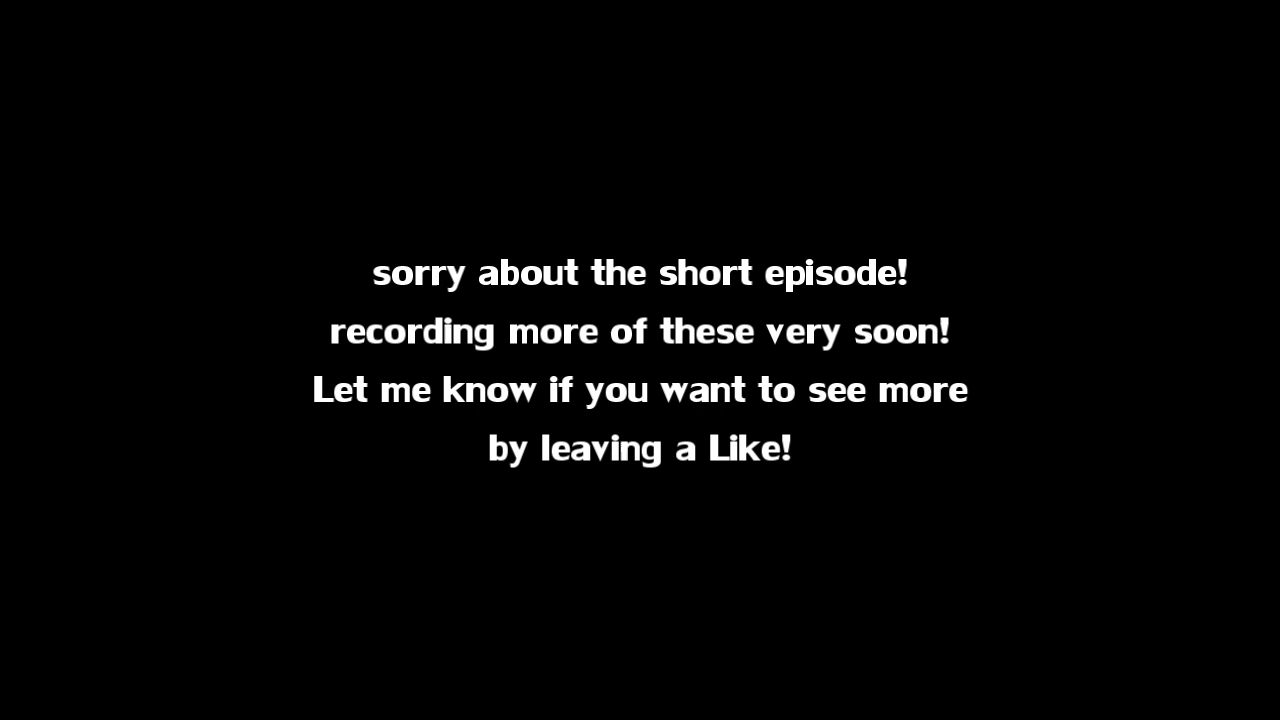 sorry about the short episode!
recording more of these very soon!
Let me know if you want to see more
by leaving a Like!